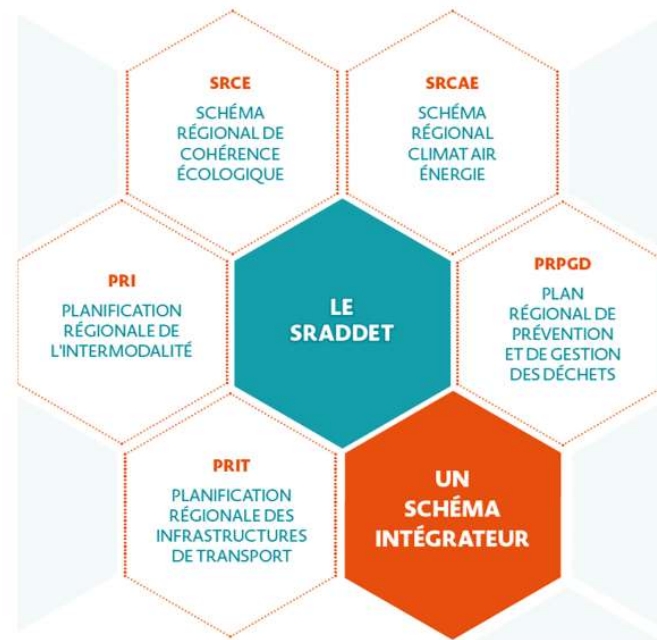 SRCE
SCHÉMA
RÉGIONAL DE
COHÉRENCE
ÉCOLOGIQUE
SRCAE
SCHÉMA
RÉGIONAL
CLIMAT AIR
ÉNERGIE
PRI
PLANIFICATION
RÉGIONALE DE
L'INTERMODALITÉ
LE
SRADDET
PRPGD
PLAN
RÉGIONAL DE
PRÉVENTION
ET DE GESTION
DES DÉCHETS
PRIT
PLANIFICATION
RÉGIONALE DES
INFRASTRUCTURES
DE TRANSPORT
UN
SCHÉMA
INTÉGRATEUR